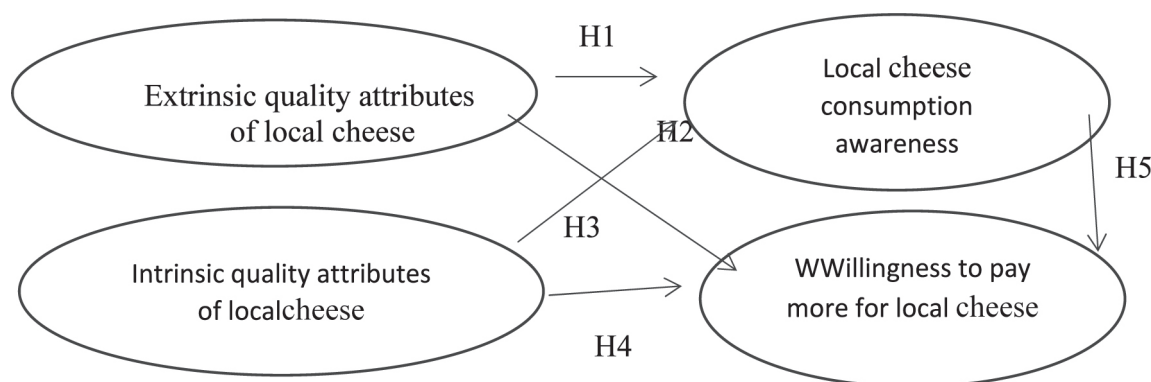 H1
Extrinsic quality attributes
of local cheese
Local cheese
consumption
awareness
H2
H5
H3
Intrinsic quality attributes
of localcheese
WWillingness to pay
more for local cheese
H4